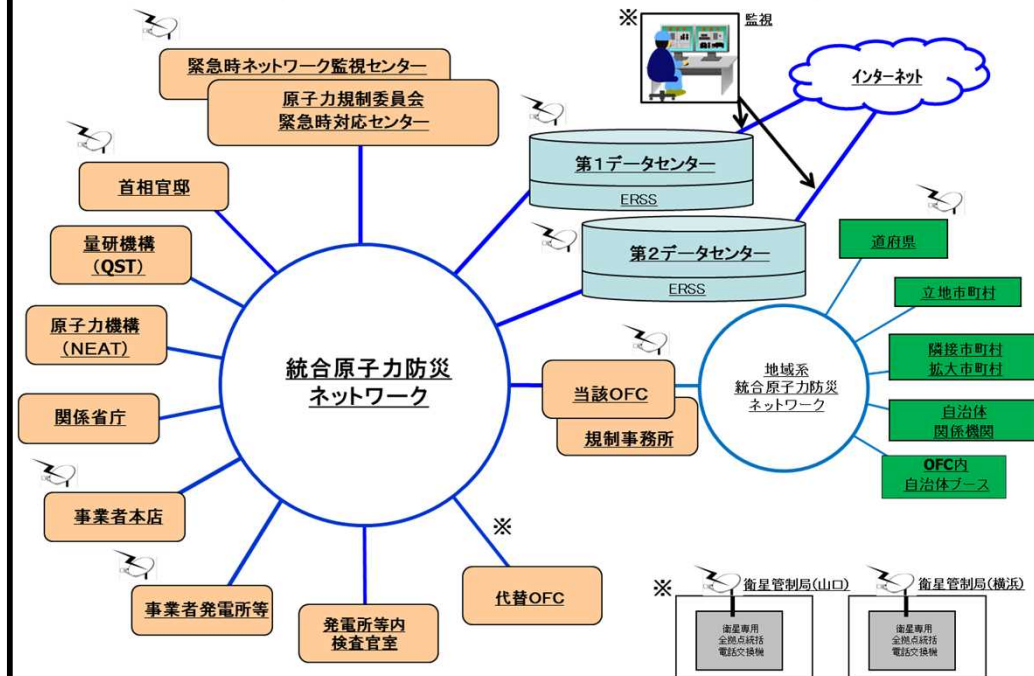 ※
監視
緊急時ネットワーク監視センター
原子力規制委員会
緊急時対応センター
インターネット
第1データセンター
ERSS
首相官邸
第2データセンター
ERSS
道府県
量研機構
(QST)
立地市町村
原子力機構
(NEAT)
隣接市町村
拡大市町村
統合原子力防災
ネットワーク
地域系
統合原子力防災
ネットワーク
当該OFC
規制事務所
関係省庁
自治体
関係機関
OFC内
自治体ブース
事業者本店
※
事業者発電所等
発電所等内
検査官室
代替OFC
※
衛星管制局(山口)
衛星専用
全拠点統括
電話交換機
衛星管制局(横浜)
衛星専用
全拠点統括
電話交換機